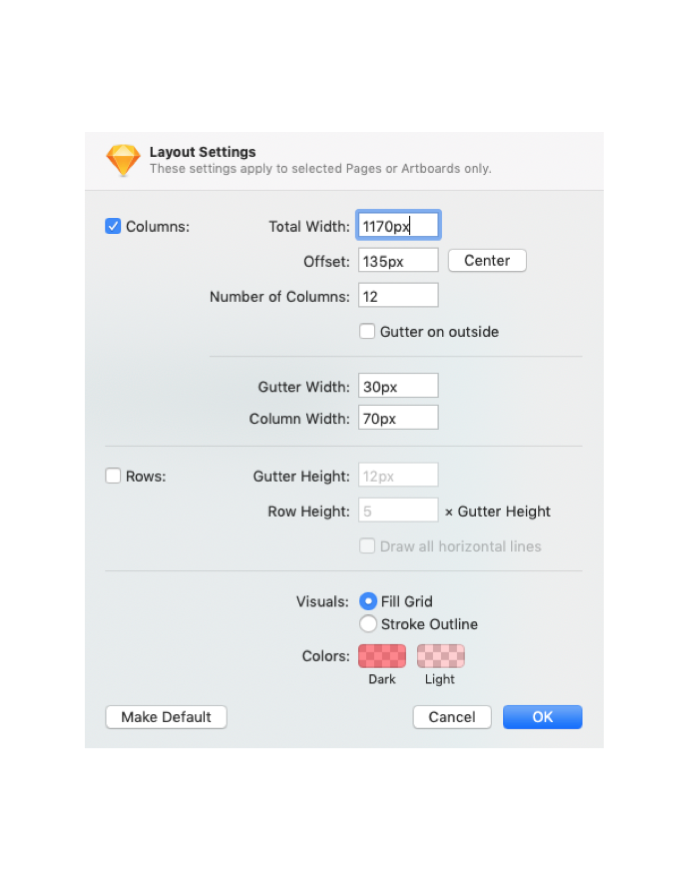 Layout Settings
These settings apply to selected Pages or Artboards only.
Columns: Total Width: 1170px
Offset: 135px Center
Number of Columns: 12
Gutter on outside
Gutter Width: 30px
Column Width: 70px
Rows: Gutter Height: 12px
Row Height: 5 × Gutter Height
Draw all horizontal lines
Visuals: Fill Grid
Stroke Outline
Colors:
Dark Light
Make Default Cancel OK